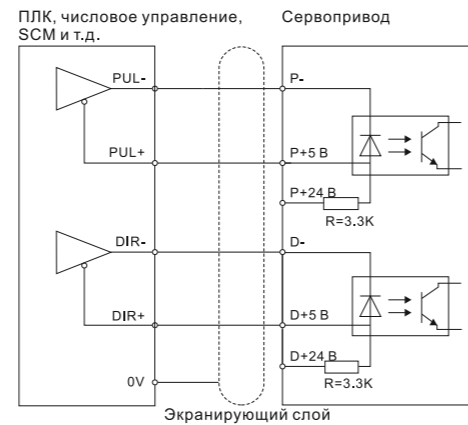 ПЛК, числовое управление,
SCM и т.д.
Сервопривод
PUL-
P-
PUL+
P+5 В
P+24 В
R=3.3K
DIR-
D-
DIR+
D+5 В
D+24 В
0V
R=3.3K
Экранирующий слой